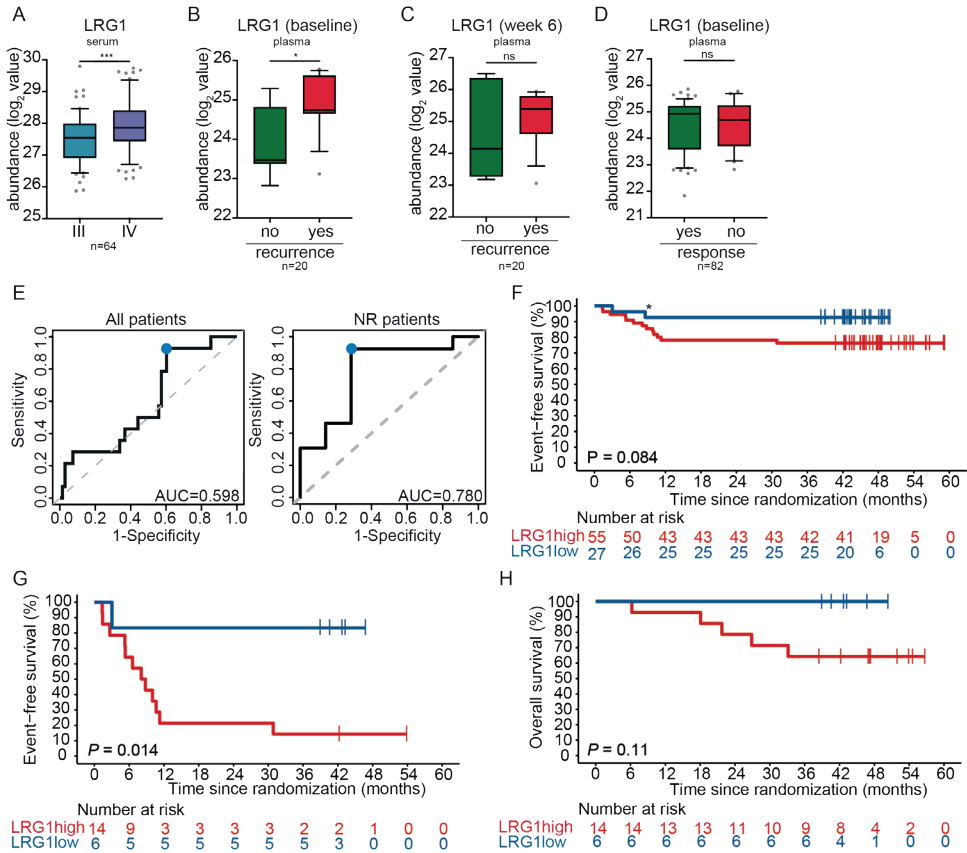 A
LRG1
serum
***
abundance (log2 value)
30
29
28
27
26
25
III IV
n=64
B
LRG1 (baseline)
plasma
*
abundance (log2 value)
26
25
24
23
22
no yes
recurrence
n=20
C
LRG1 (week 6)
plasma
ns
abundance (log2 value)
27
26
25
24
23
22
no yes
recurrence
n=20
D
LRG1 (baseline)
plasma
ns
abundance (log2 value)
27
26
25
24
23
22
21
yes no
response
n=82
E
All patients
Sensitivity
1.0
0.8
0.6
0.4
0.2
0.0
AUC=0.598
0.0 0.2 0.4 0.6 0.8 1.0
1-Specificity
NR patients
Sensitivity
1.0
0.8
0.6
0.4
0.2
0.0
AUC=0.780
0.0 0.2 0.4 0.6 0.8 1.0
1-Specificity
F
*
Event−free survival (%)
100
90
80
70
60
50
40
30
20
10
0
P = 0.084
0 6 12 18 24 30 36 42 48 54 60
Time since randomization (months)
Number at risk
LRG1high 55 50 43 43 43 43 42 41 19 5 0
LRG1low 27 26 25 25 25 25 25 20 6 0 0
G
Event−free survival (%)
100
90
80
70
60
50
40
30
20
10
0
P = 0.014
0 6 12 18 24 30 36 42 48 54 60
Time since randomization (months)
Number at risk
LRG1high 14 9 3 3 3 3 2 2 1 0 0
LRG1low 6 5 5 5 5 5 5 3 0 0 0
H
Overall survival (%)
100
90
80
70
60
50
40
30
20
10
0
P = 0.11
0 6 12 18 24 30 36 42 48 54 60
Time since randomization (months)
Number at risk
LRG1high 14 14 13 13 11 10 9 8 4 2 0
LRG1low 6 6 6 6 6 6 6 4 1 0 0